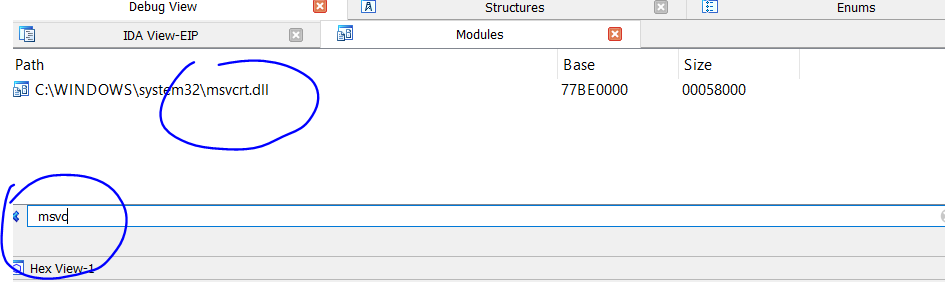 Debug View Structures Enums
IDA View-EIP Modules
Path Base Size
C:\WINDOWS\system32\msvcrt.dll 77BE0000 00058000
msvc
Hex View-1